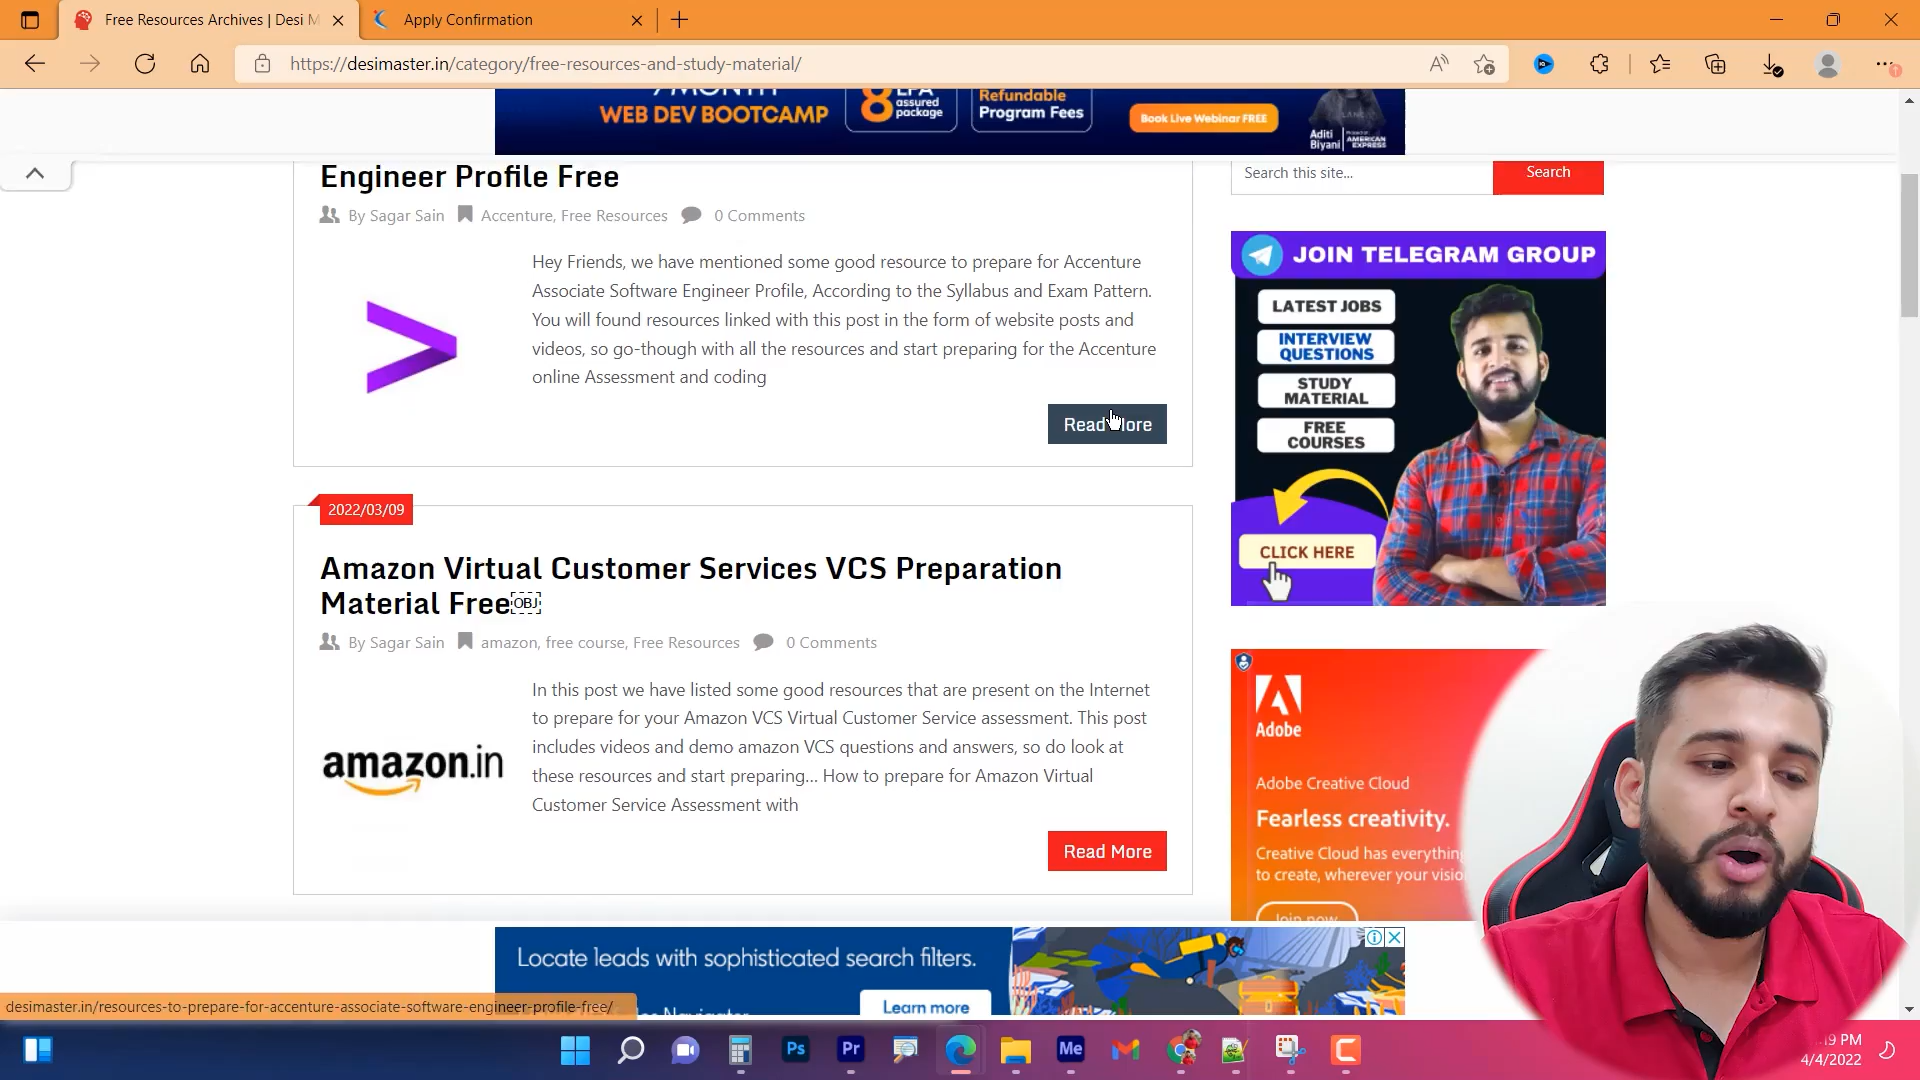 Free Resources Archives | Desi M
Apply Confirmation
https://desimaster.in/category/free-resources-and-study-material/
WEB DEV BOOTCAMP
8
assured
package
Refundable
Program Fees
Book Live Webinar FREE
Aditi
Biyani
AMERICAN
EXPRESS
Engineer Profile Free
By Sagar Sain Accenture, Free Resources 0 Comments
Hey Friends, we have mentioned some good resource to prepare for Accenture
Associate Software Engineer Profile, According to the Syllabus and Exam Pattern.
You will found resources linked with this post in the form of website posts and
videos, so go-though with all the resources and start preparing for the Accenture
online Assessment and coding
Read More
Search this site...
Search
JOIN TELEGRAM GROUP
LATEST JOBS
INTERVIEW
QUESTIONS
STUDY
MATERIAL
FREE
COURSES
CLICK HERE
2022/03/09
Amazon Virtual Customer Services VCS Preparation
Material Free￼
By Sagar Sain amazon, free course, Free Resources 0 Comments
amazon.in
In this post we have listed some good resources that are present on the Internet
to prepare for your Amazon VCS Virtual Customer Service assessment. This post
includes videos and demo amazon VCS questions and answers, so do look at
these resources and start preparing... How to prepare for Amazon Virtual
Customer Service Assessment with
Read More
Adobe
Adobe Creative Cloud
Fearless creativity.
Creative Cloud has everything
to create, wherever your
Join now
Locate leads with sophisticated search filters.
Learn more
desimaster.in/resources-to-prepare-for-accenture-associate-software-engineer-profile-free/
Ps
Pr
Me
PM
4/4/2022